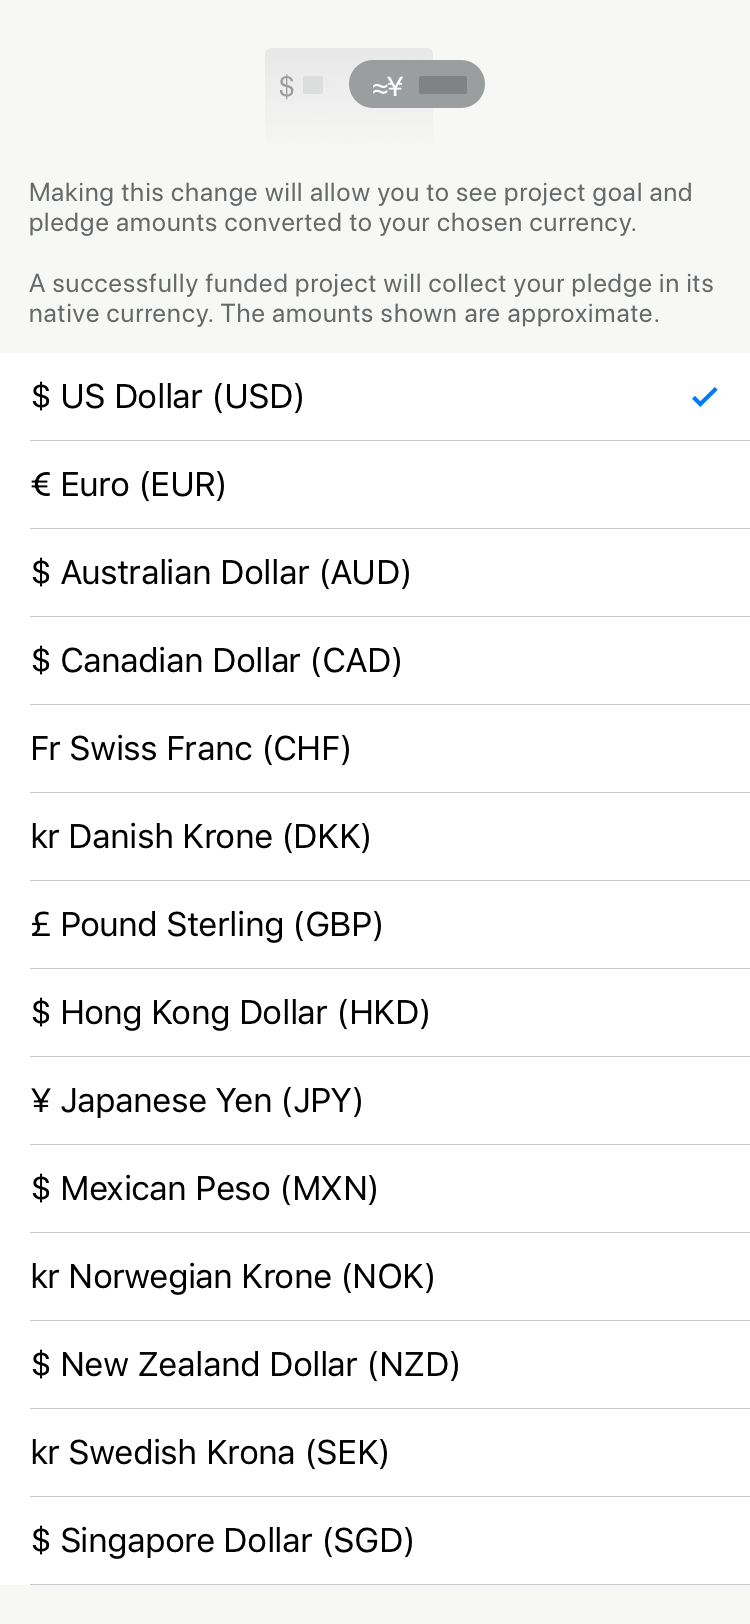 $ ≈¥
Making this change will allow you to see project goal and
pledge amounts converted to your chosen currency.
A successfully funded project will collect your pledge in its
native currency. The amounts shown are approximate.
$ US Dollar (USD)
€ Euro (EUR)
$ Australian Dollar (AUD)
$ Canadian Dollar (CAD)
Fr Swiss Franc (CHF)
kr Danish Krone (DKK)
£ Pound Sterling (GBP)
$ Hong Kong Dollar (HKD)
¥ Japanese Yen (JPY)
$ Mexican Peso (MXN)
kr Norwegian Krone (NOK)
$ New Zealand Dollar (NZD)
kr Swedish Krona (SEK)
$ Singapore Dollar (SGD)